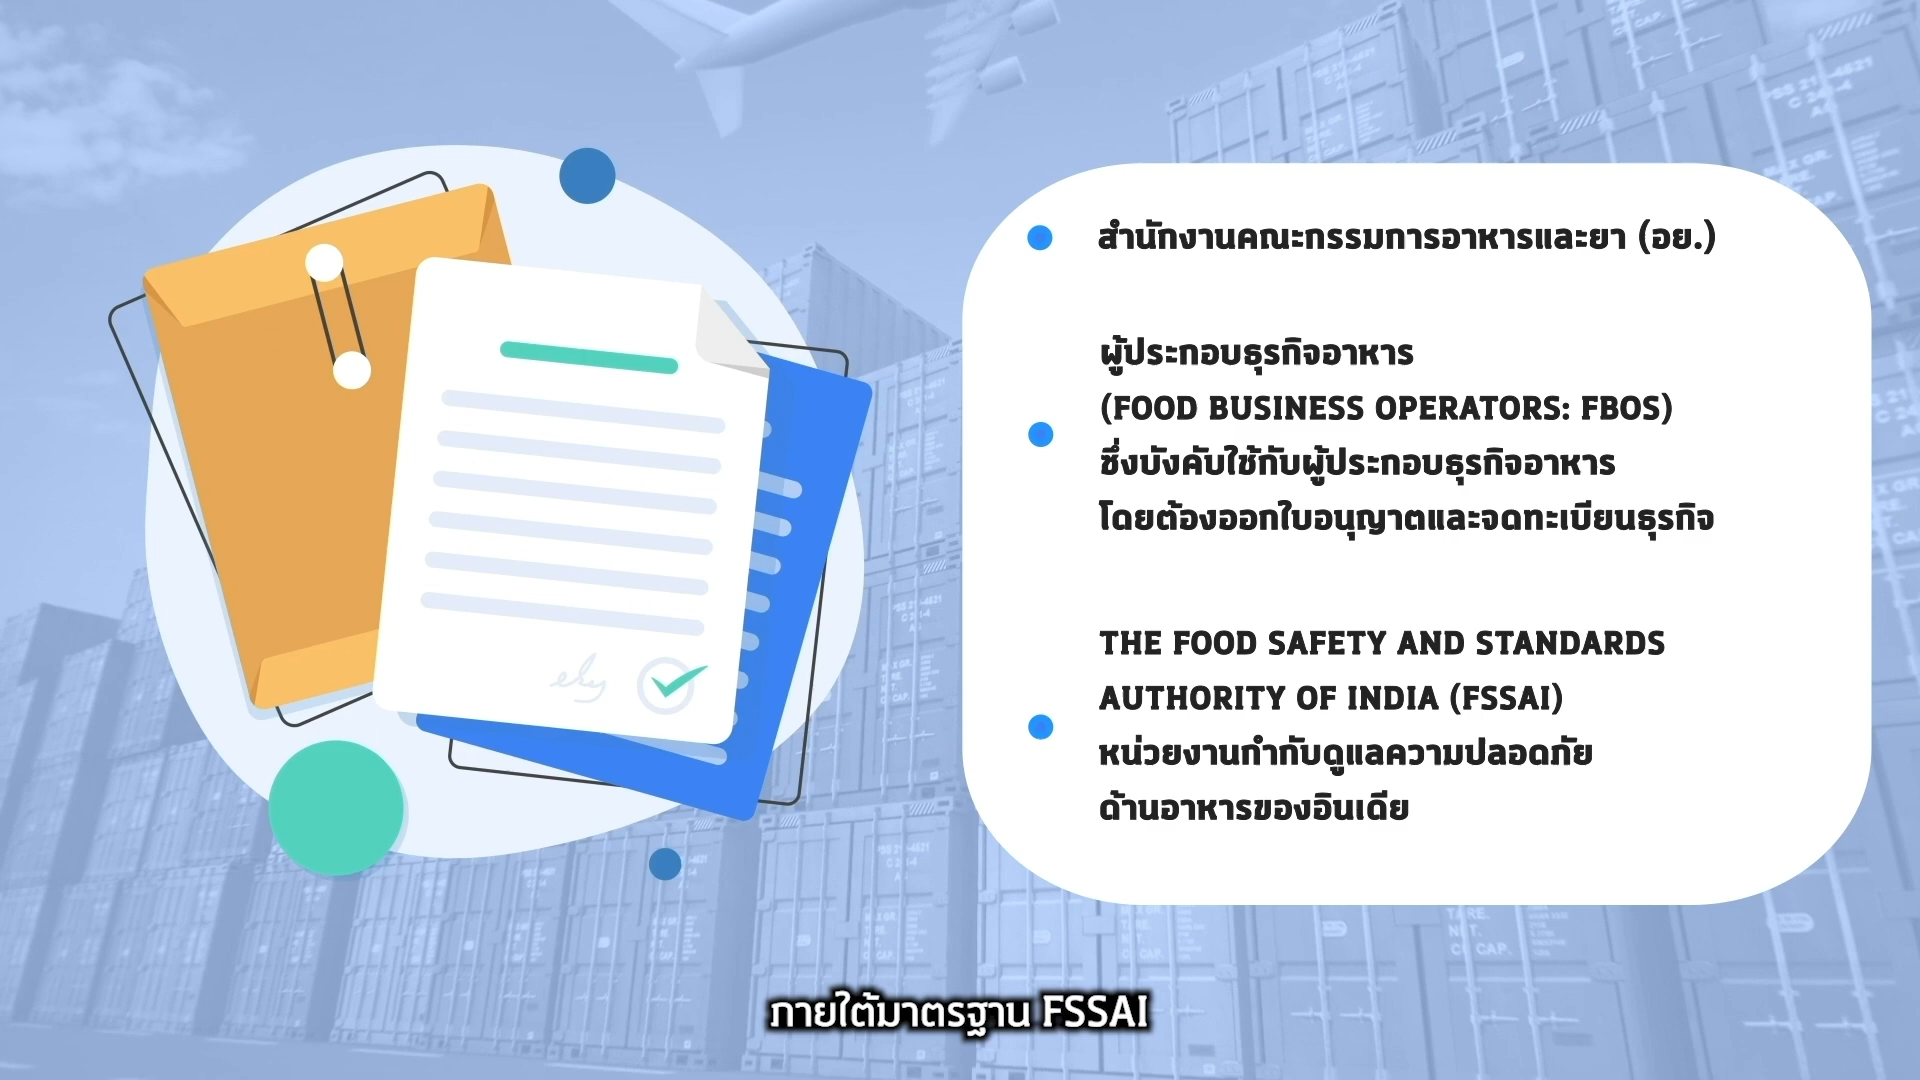 สำนักงานคณะกรรมการอาหารและยา (อย.)
ผู้ประกอบธุรกิจอาหาร
(FOOD BUSINESS OPERATORS: FBOS)
ซึ่งบังคับใช้กับผู้ประกอบธุรกิจอาหาร
โดยต้องออกใบอนุญาตและจดทะเบียนธุรกิจ
THE FOOD SAFETY AND STANDARDS
AUTHORITY OF INDIA (FSSAI)
หน่วยงานกำกับดูแลความปลอดภัย
ด้านอาหารของอินเดีย
ภายใต้มาตรฐาน FSSAI